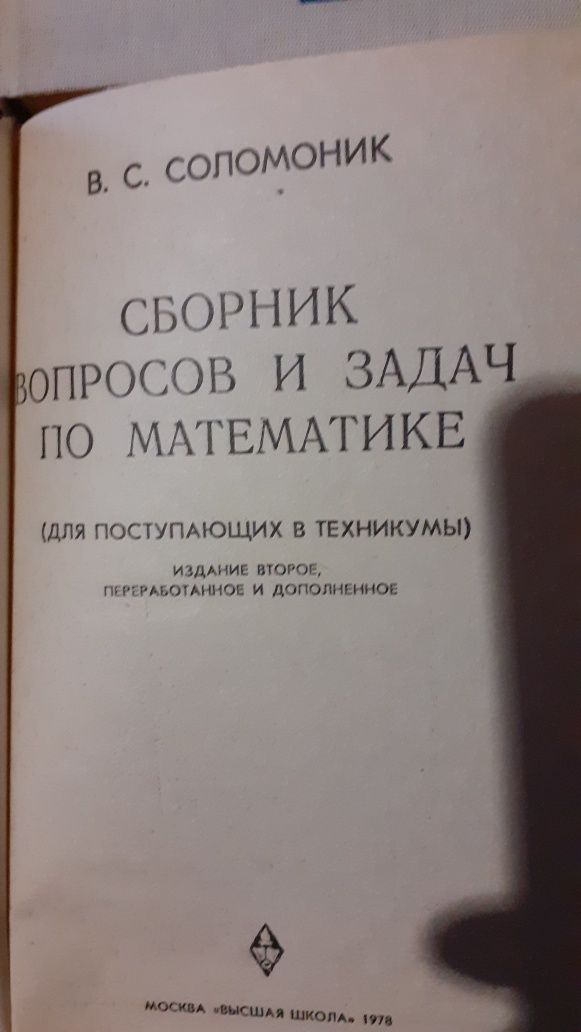 В. С. СОЛОМОНИК
СБОРНИК
ВОПРОСОВ И ЗАДАЧ
ПО МАТЕМАТИКЕ
(ДЛЯ ПОСТУПАЮЩИХ В ТЕХНИКУМЫ)
ИЗДАНИЕ ВТОРОЕ,
ПЕРЕРАБОТАННОЕ И ДОПОЛНЕННОЕ
МОСКВА «ВЫСШАЯ ШКОЛА» 1978